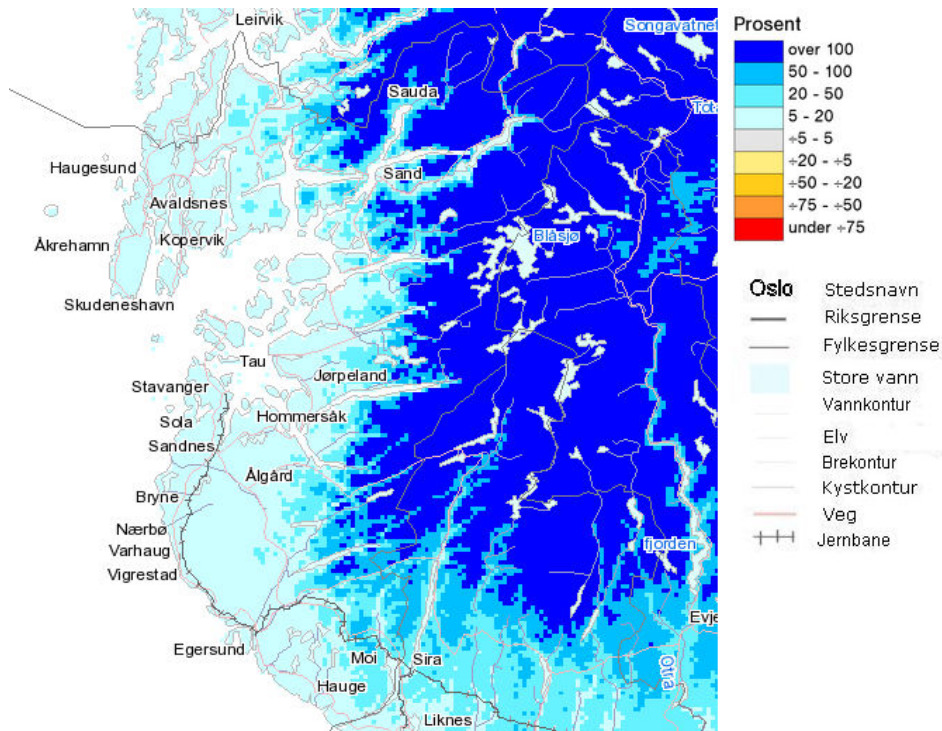 Leirvik
Songavatnet
Sauda
Haugesund
Sand
Avaldsnes
Åkrehamn
Kopervik
Blåsjø
Skudeneshavn
Tau
Jørpeland
Stavanger
Hommersåk
Sola
Sandnes
Ålgård
Bryne
Nærbø
Varhaug
Vigrestad
fjorden
Evje
Egersund
Moi
Sira
Otra
Hauge
Liknes
Prosent
over 100
50 - 100
20 - 50
5 - 20
÷5 - 5
÷20 - ÷5
÷50 - ÷20
÷75 - ÷50
under ÷75
Oslo Stedsnavn
Riksgrense
Fylkesgrense
Store vann
Vannkontur
Elv
Brekontur
Kystkontur
Veg
Jernbane